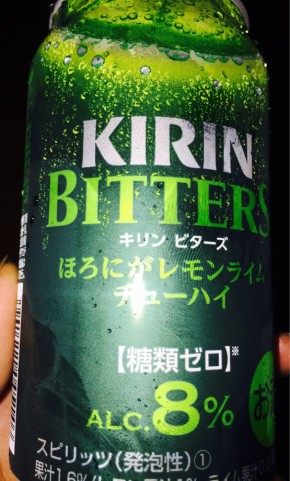 KIRIN
BITTERS
キリン ビターズ
ほろにがレモンライム
チューハイ
【糖類ゼロ】※
ALC.8%
お酒
スピリッツ(発泡性)①